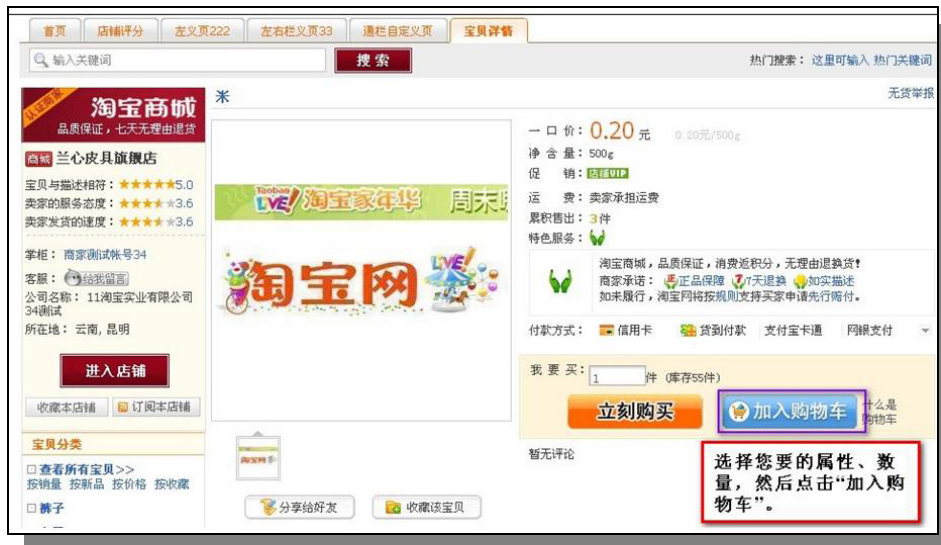 首页 店铺评分 左义页222 左右栏义页33 通栏自定义页 宝贝详情
输入关键词 搜索 热门搜索： 这里可输入 热门关键词
认证商家
淘宝商城
品质保证，七天无理由退货
商城 兰心皮具旗舰店
宝贝与描述相符：★★★★★5.0
卖家的服务态度：★★★★★3.6
卖家发货的速度：★★★★★3.6
掌柜： 商家测试帐号34
客服： 给我留言
公司名称： 11淘宝实业有限公司
34测试
所在地： 云南，昆明
进入店铺
收藏本店铺 订阅本店铺
宝贝分类
查看所有宝贝>>
按销量 按新品 按价格 按收藏
裤子
米 无货举报
Taobao LIVE! 淘宝嘉年华 周末
淘宝网 LIVE!
分享给好友 收藏该宝贝
一 口 价： 0.20 元 0.20元/500g
净 含 量： 500g
促 销： 店铺VIP
运 费： 卖家承担运费
累积售出： 3件
特色服务：
淘宝商城，品质保证，消费返积分，无理由退换货！
商家承诺： 正品保障 7天退换 如实描述
如未履行，淘宝网将按规则支持买家申请先行赔付。
付款方式： 信用卡 货到付款 支付宝卡通 网银支付
我 要 买： 1 件 (库存55件)
立刻购买 加入购物车 什么是
购物车
暂无评论
选择您要的属性、数
量，然后点击“加入购
物车”。